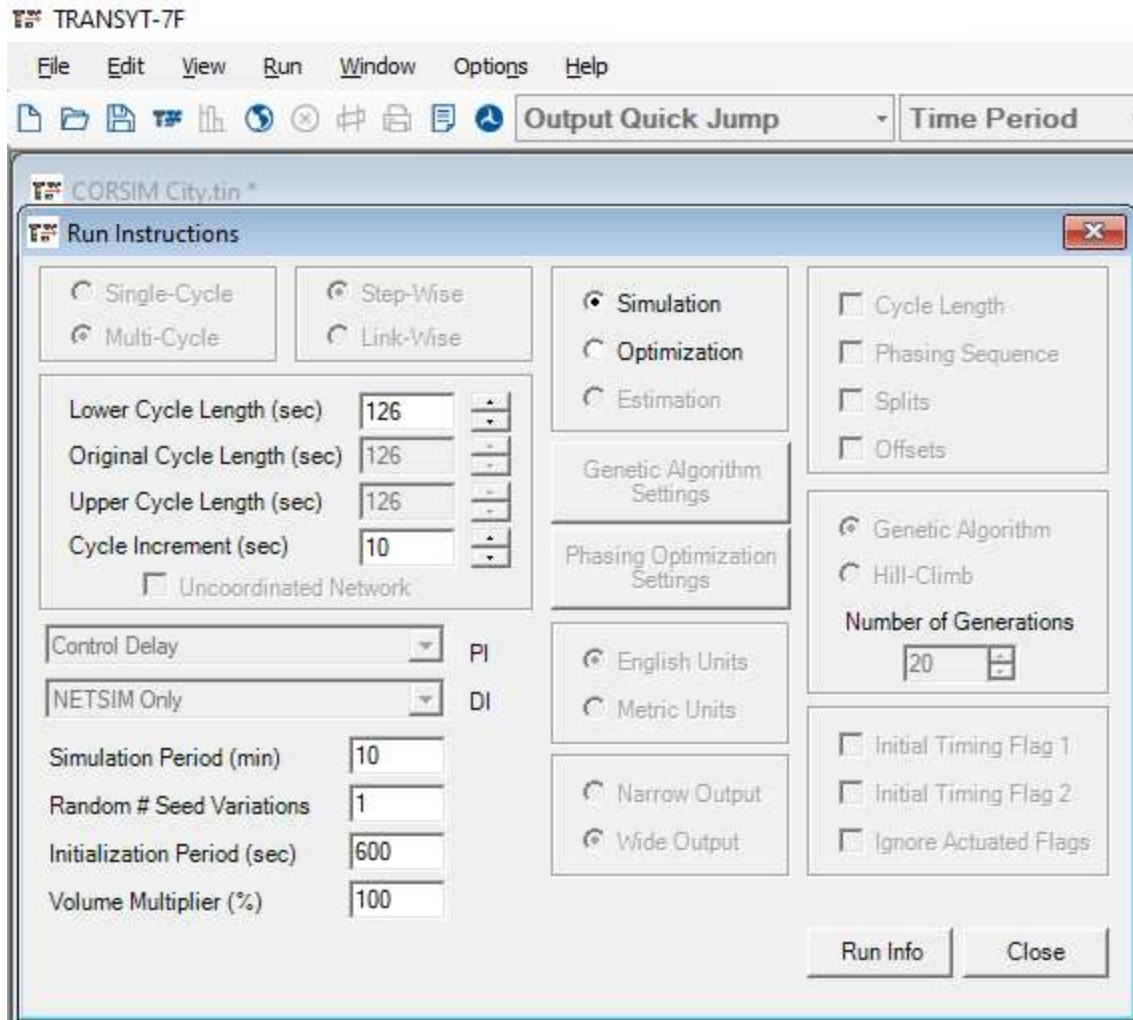 TRANSYT-7F
File Edit View Run Window Options Help
Output Quick Jump Time Period
CORSIM City.tin *
Run Instructions
Single-Cycle
Multi-Cycle
Step-Wise
Link-Wise
Lower Cycle Length (sec) 126
Original Cycle Length (sec) 126
Upper Cycle Length (sec) 126
Cycle Increment (sec) 10
Uncoordinated Network
Control Delay PI
NETSIM Only DI
Simulation Period (min) 10
Random # Seed Variations 1
Initialization Period (sec) 600
Volume Multiplier (%) 100
Simulation
Optimization
Estimation
Genetic Algorithm
Settings
Phasing Optimization
Settings
English Units
Metric Units
Narrow Output
Wide Output
Cycle Length
Phasing Sequence
Splits
Offsets
Genetic Algorithm
Hill-Climb
Number of Generations
20
Initial Timing Flag 1
Initial Timing Flag 2
Ignore Actuated Flags
Run Info Close